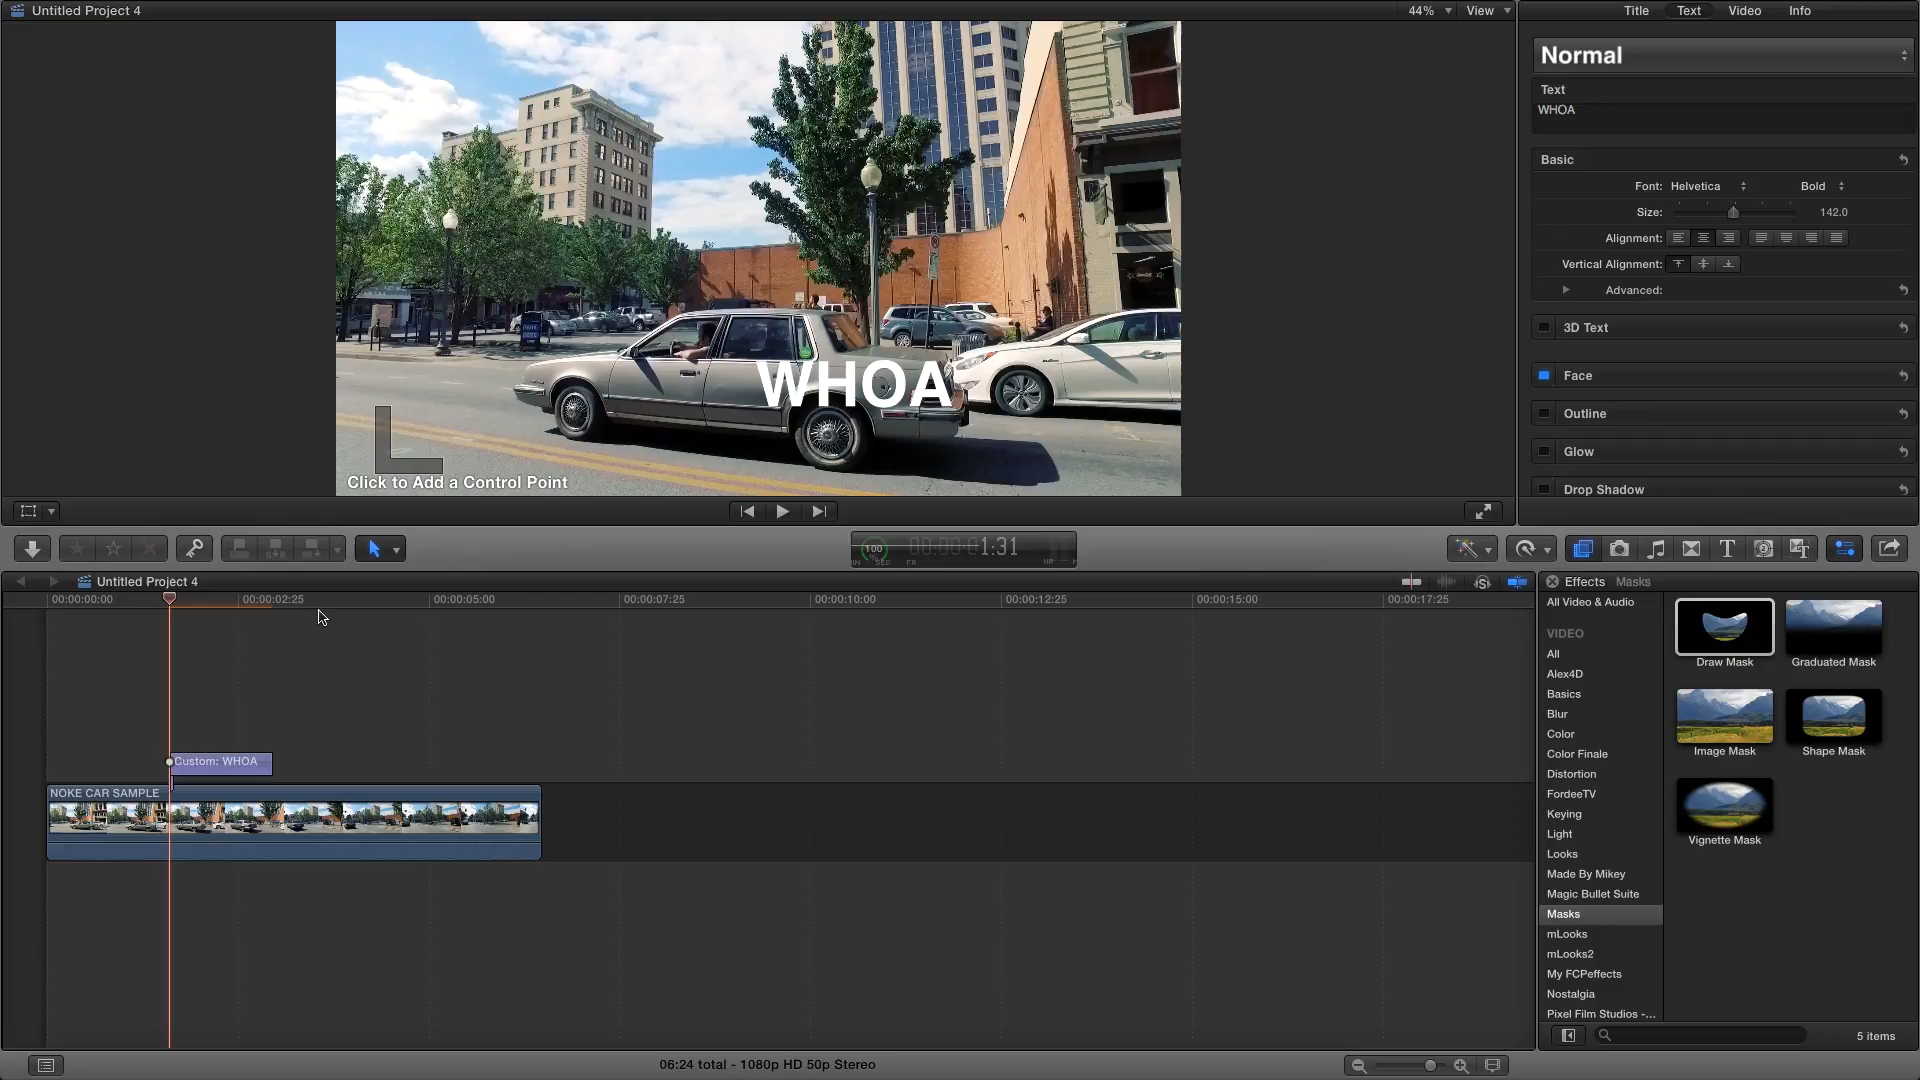 Untitled Project 4
44%
View
Title
Text
Video
Info
Normal
Text
WHOA
Basic
Font: Helvetica
Bold
Size:
142.0
Alignment:
Vertical Alignment:
Advanced:
3D Text
Face
Outline
Glow
Drop Shadow
WHOA
Click to Add a Control Point
100
1:31
Untitled Project 4
00:00:00:00
00:00:02:25
00:00:05:00
00:00:07:25
00:00:10:00
00:00:12:25
00:00:15:00
00:00:17:25
Custom: WHOA
NOKE CAR SAMPLE
Effects
Masks
All Video & Audio
VIDEO
All
Alex4D
Basics
Blur
Color
Color Finale
Distortion
FordeeTV
Keying
Light
Looks
Made By Mikey
Magic Bullet Suite
Masks
mLooks
mLooks2
My FCPeffects
Nostalgia
Pixel Film Studios -...
Draw Mask
Graduated Mask
Image Mask
Shape Mask
Vignette Mask
5 items
06:24 total - 1080p HD 50p Stereo